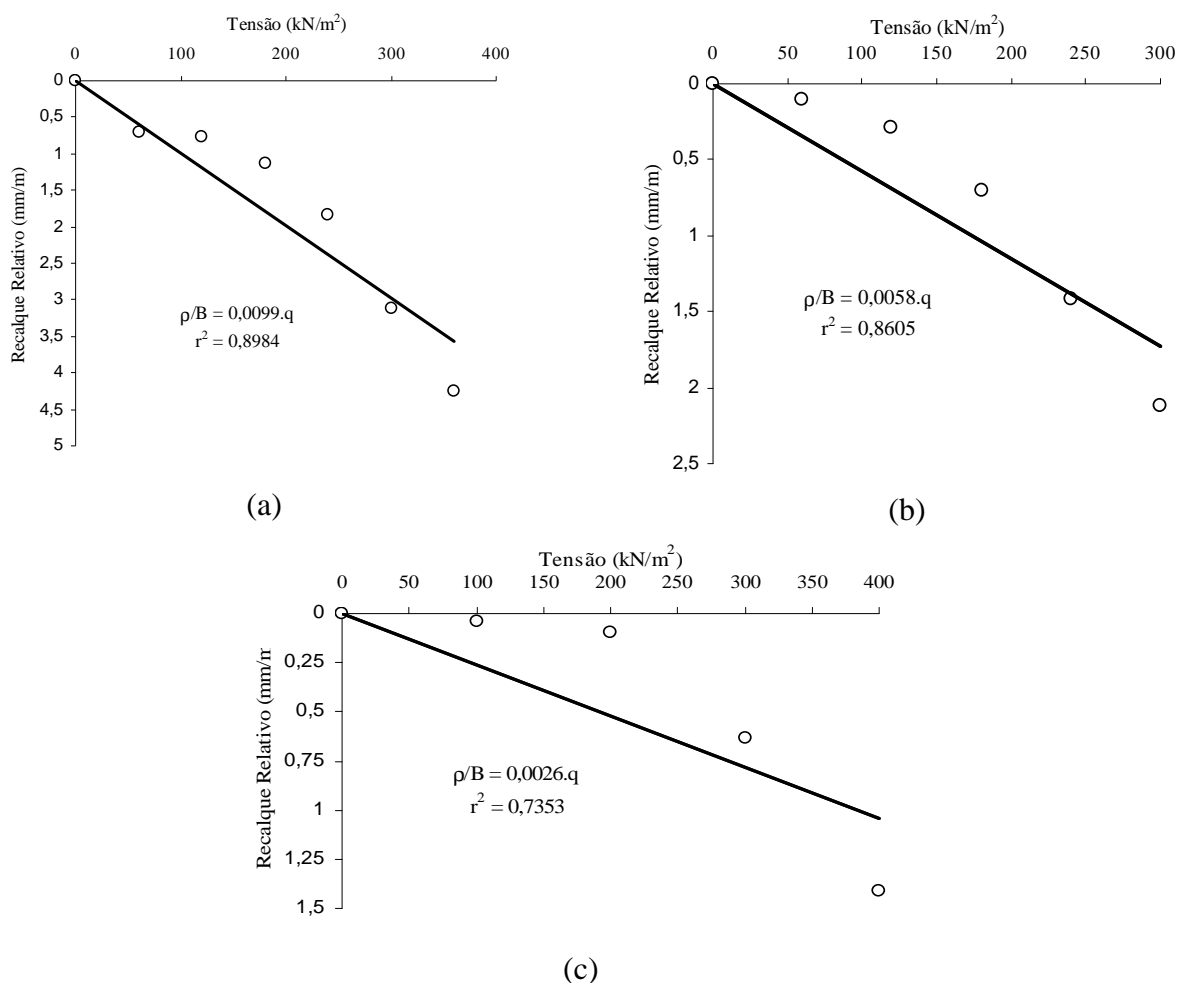 Tensão (kN/m²)
0 100 200 300 400
0
0,5
1
1,5
2
2,5
3
3,5
4
4,5
5
Recalque Relativo (mm/m)
ρ/B = 0,0099.q
r² = 0,8984
(a)
Tensão (kN/m²)
0 50 100 150 200 250 300
0
0,5
1
1,5
2
2,5
Recalque Relativo (mm/m)
ρ/B = 0,0058.q
r² = 0,8605
(b)
Tensão (kN/m²)
0 50 100 150 200 250 300 350 400
0
0,25
0,5
0,75
1
1,25
1,5
Recalque Relativo
ρ/B = 0,0026.q
r² = 0,7353
(c)